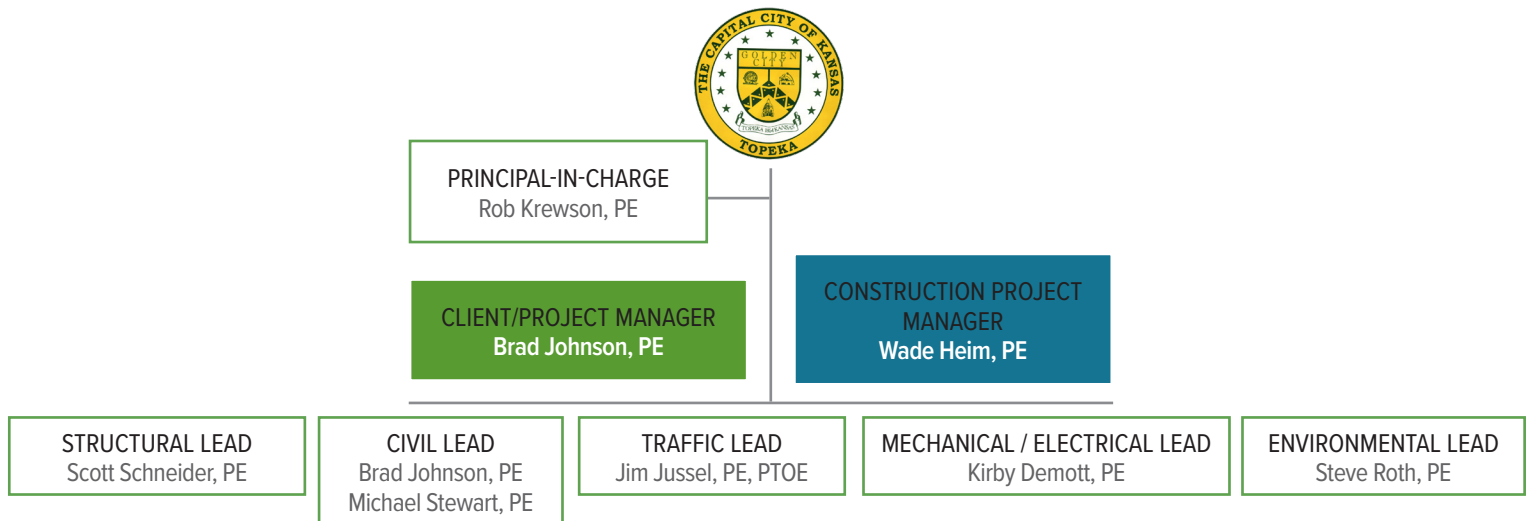 THE CAPITAL CITY OF KANSAS
GOLDEN
CITY
TOPEKA
PRINCIPAL-IN-CHARGE
Rob Krewson, PE
CLIENT/PROJECT MANAGER
Brad Johnson, PE
CONSTRUCTION PROJECT
MANAGER
Wade Heim, PE
STRUCTURAL LEAD
Scott Schneider, PE
CIVIL LEAD
Brad Johnson, PE
Michael Stewart, PE
TRAFFIC LEAD
Jim Jussel, PE, PTOE
MECHANICAL / ELECTRICAL LEAD
Kirby Demott, PE
ENVIRONMENTAL LEAD
Steve Roth, PE